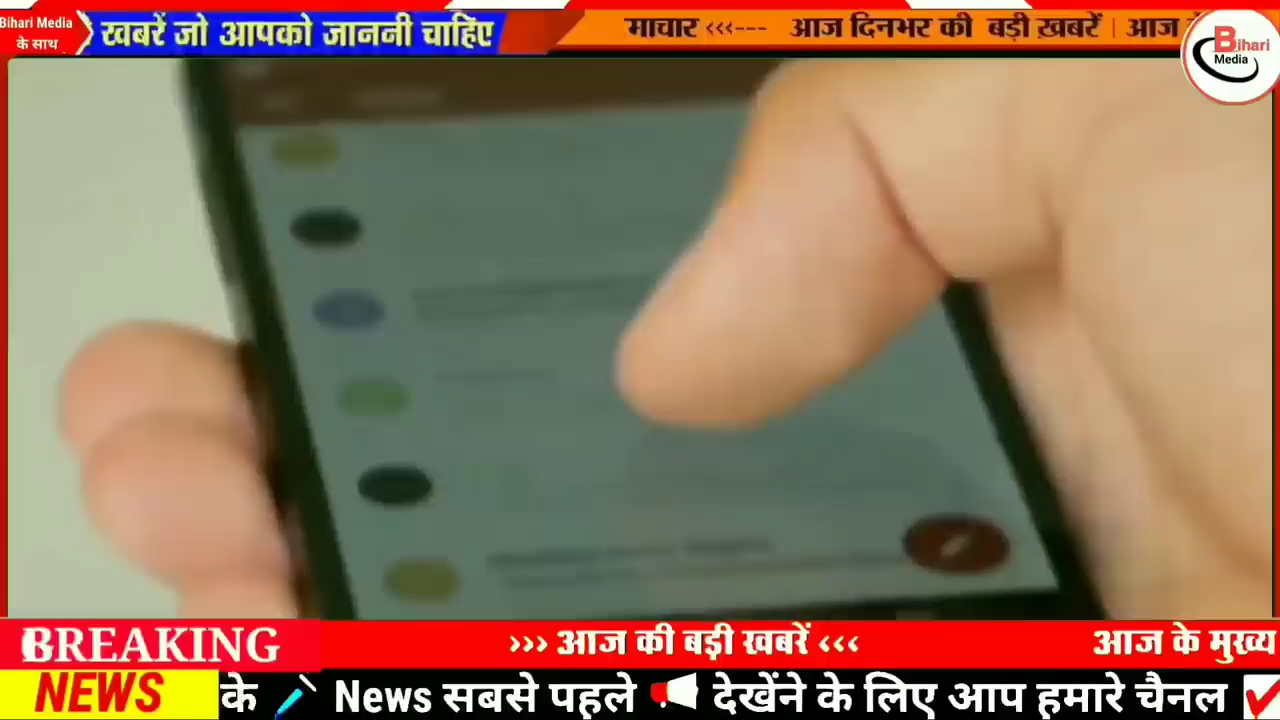 Bihari Media
के साथ
खबरें जो आपको जाननी चाहिए
माचार <<<--- आज दिनभर की बड़ी ख़बरें | आज
Bihari
Media
BREAKING
>>> आज की बड़ी खबरें <<<
आज के मुख्य
NEWS
के News सबसे पहले देखेंने के लिए आप हमारे चैनल